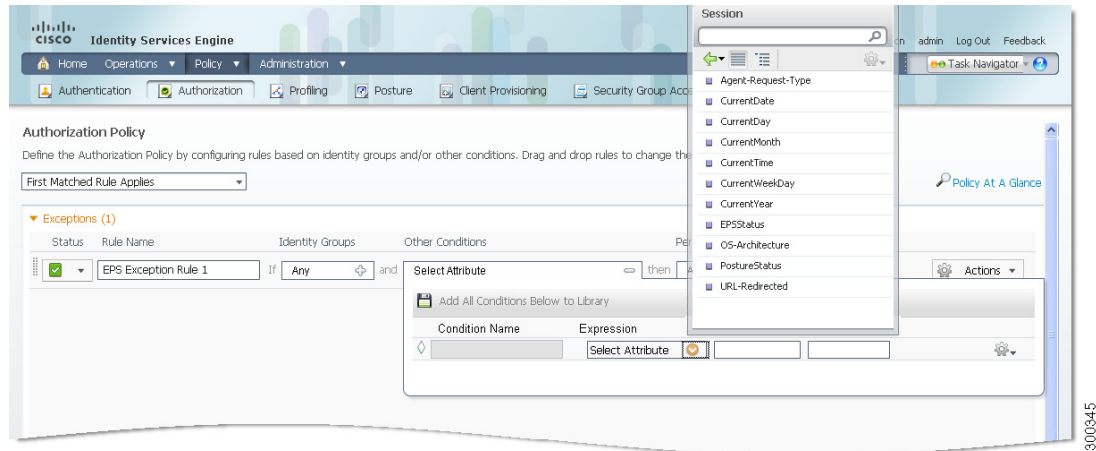 Session
CISCO Identity Services Engine
admin Log Out Feedback
Home Operations Policy Administration
Task Navigator
Authentication Authorization Profiling Posture Client Provisioning Security Group Acc
Agent-Request-Type
CurrentDate
CurrentDay
CurrentMonth
CurrentTime
CurrentWeekDay
CurrentYear
EPSStatus
OS-Architecture
PostureStatus
URL-Redirected
Authorization Policy
Define the Authorization Policy by configuring rules based on identity groups and/or other conditions. Drag and drop rules to change the
First Matched Rule Applies
Policy At A Glance
Exceptions (1)
Status Rule Name Identity Groups Other Conditions Per
EPS Exception Rule 1 If Any and Select Attribute then A Actions
Add All Conditions Below to Library
Condition Name Expression
Select Attribute
300345